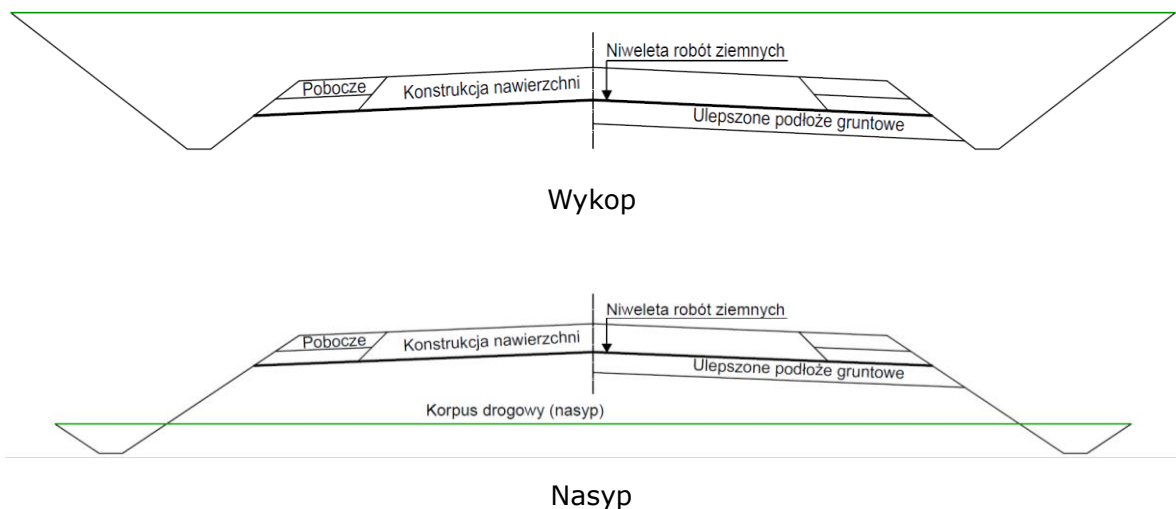 Niweleta robót ziemnych
Pobocze
Konstrukcja nawierzchni
Ulepszone podłoże gruntowe
Wykop
Niweleta robót ziemnych
Pobocze
Konstrukcja nawierzchni
Ulepszone podłoże gruntowe
Korpus drogowy (nasyp)
Nasyp